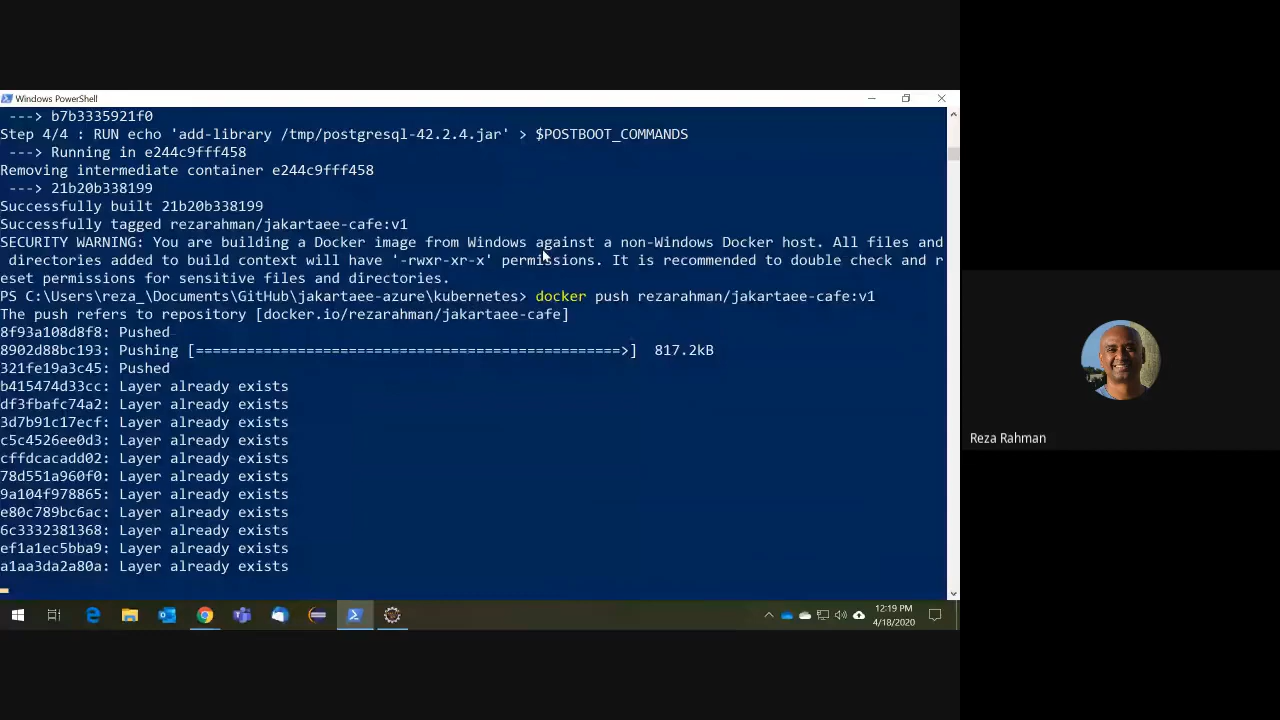 Windows PowerShell
---> b7b3335921f0
Step 4/4 : RUN echo 'add-library /tmp/postgresql-42.2.4.jar' > $POSTBOOT_COMMANDS
---> Running in e244c9fff458
Removing intermediate container e244c9fff458
---> 21b20b338199
Successfully built 21b20b338199
Successfully tagged rezarahman/jakartaee-cafe:v1
SECURITY WARNING: You are building a Docker image from Windows against a non-Windows Docker host. All files and
directories added to build context will have '-rwxr-xr-x' permissions. It is recommended to double check and r
eset permissions for sensitive files and directories.
PS C:\Users\reza_\Documents\GitHub\jakartaee-azure\kubernetes> docker push rezarahman/jakartaee-cafe:v1
The push refers to repository [docker.io/rezarahman/jakartaee-cafe]
8f93a108d8f8: Pushed
8902d88bc193: Pushing [==================================================>] 817.2kB
321fe19a3c45: Pushed
b415474d33cc: Layer already exists
df3fbafc74a2: Layer already exists
3d7b91c17ecf: Layer already exists
c5c4526ee0d3: Layer already exists
cffdcacadd02: Layer already exists
78d551a960f0: Layer already exists
9a104f978865: Layer already exists
e80c789bc6ac: Layer already exists
6c3332381368: Layer already exists
ef1a1ec5bba9: Layer already exists
a1aa3da2a80a: Layer already exists
12:19 PM
4/18/2020
Reza Rahman